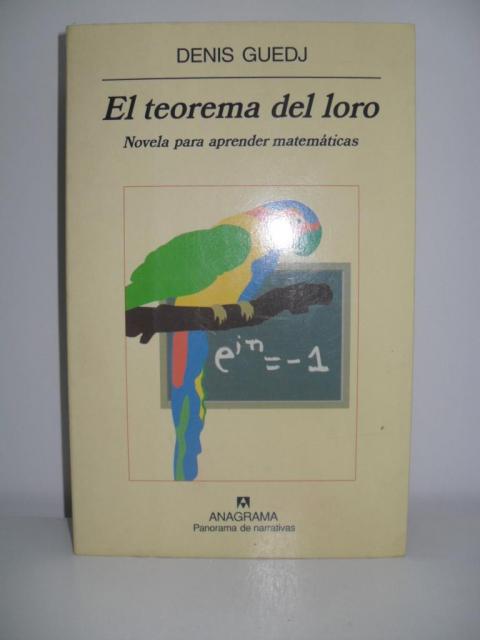 DENIS GUEDJ
El teorema del loro
Novela para aprender matemáticas
e^iπ = -1
ANAGRAMA
Panorama de narrativas